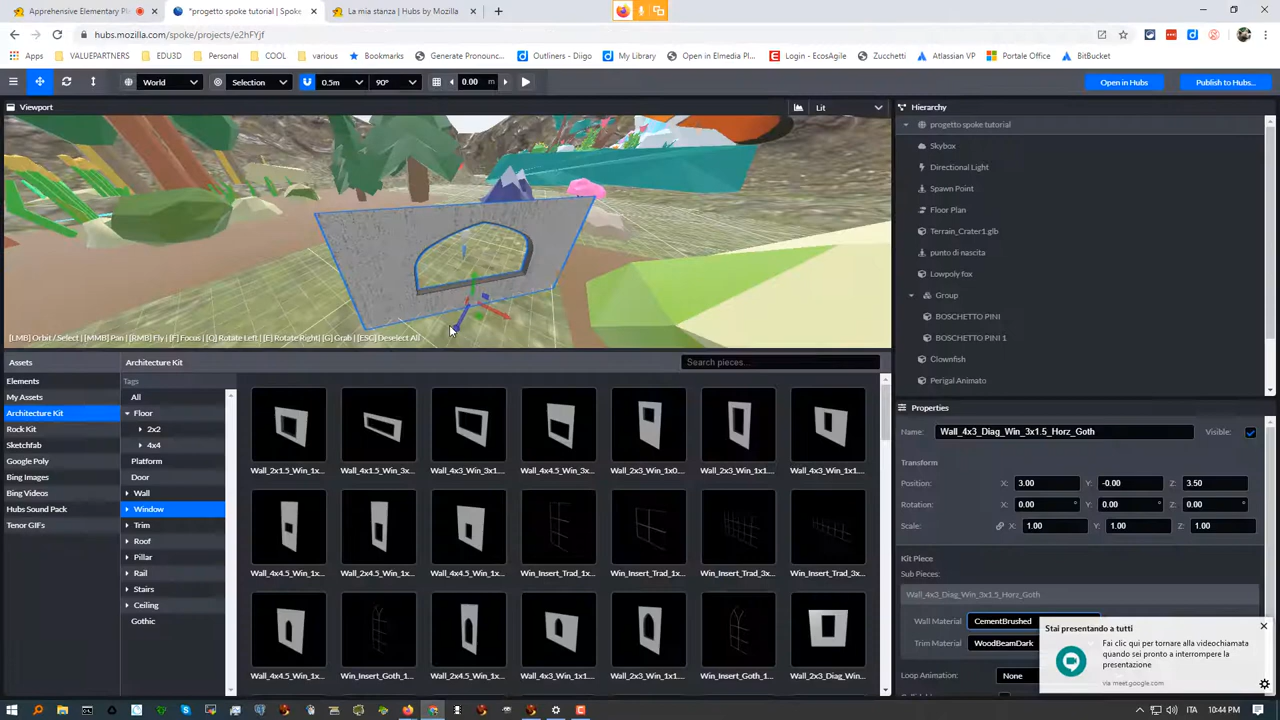 Apprehensive Elementary Mas
*progetto spoke tutorial | Spoke
La mia stanza | Hubs by Mozilla
hubs.mozilla.com/spoke/projects/e2hFYjf
Apps VALUEPARTNERS EDU3D COOL various Bookmarks Generate Compone... Outliners - Diigo My Library Open in Elmedia Pl... Login - EcosAgile Zucchetti Atlassian VP Portale Office BitBucket
World Selection 0.5m 90° 0.00 m Open in Hubs Publish to Hubs...
Viewport Lit
[LMB] Orbit / Select | [MMB] Pan | [RMB] Fly | [F] Focus | [Q] Rotate Left | [E] Rotate Right | [G] Grab | [ESC] Deselect All
Hierarchy
progetto spoke tutorial
Skybox
Directional Light
Spawn Point
Floor Plan
Terrain_Crater1.glb
punto di nascita
Lowpoly fox
Group
BOSCHETTO PINI
BOSCHETTO PINI 1
Clownfish
Perigal Animato
Assets
Elements
My Assets
Architecture Kit
Rock Kit
Sketchfab
Google Poly
Bing Images
Bing Videos
Hubs Sound Pack
Tenor GIFs
Architecture Kit Search pieces...
Tags
All
Floor
2x2
4x4
Platform
Door
Wall
Window
Trim
Roof
Pillar
Rail
Stairs
Ceiling
Gothic
Wall_2x1.5_Win_1x... Wall_4x1.5_Win_3x... Wall_4x3_Win_3x1.... Wall_4x4.5_Win_3x... Wall_2x3_Win_1x0.... Wall_2x3_Win_1x1.... Wall_4x3_Win_1x1....
Wall_4x4.5_Win_1x... Wall_2x4.5_Win_1x... Wall_4x4.5_Win_1x... Win_Insert_Trad_1x... Win_Insert_Trad_1x... Win_Insert_Trad_3x... Win_Insert_Trad_3x...
Wall_4x4.5_Win_1x... Win_Insert_Goth_1... Wall_2x4.5_Win_1x... Wall_4x3_Win_1x1.... Wall_2x3_Win_1x1.... Win_Insert_Goth_1... Wall_2x3_Diag_Win...
Properties
Name: Wall_4x3_Diag_Win_3x1.5_Horz_Goth Visible:
Transform
Position: X: 3.00 Y: -0.00 Z: 3.50
Rotation: X: 0.00 ° Y: 0.00 ° Z: 0.00 °
Scale: X: 1.00 Y: 1.00 Z: 1.00
Kit Piece
Sub Pieces:
Wall_4x3_Diag_Win_3x1.5_Horz_Goth
Wall Material CementBrushed
Trim Material WoodBeamDark
Loop Animation: None
Stai presentando a tutti
Fai clic qui per tornare alla videochiamata
quando sei pronto a interrompere la
presentazione
via meet.google.com
ITA 10:44 PM